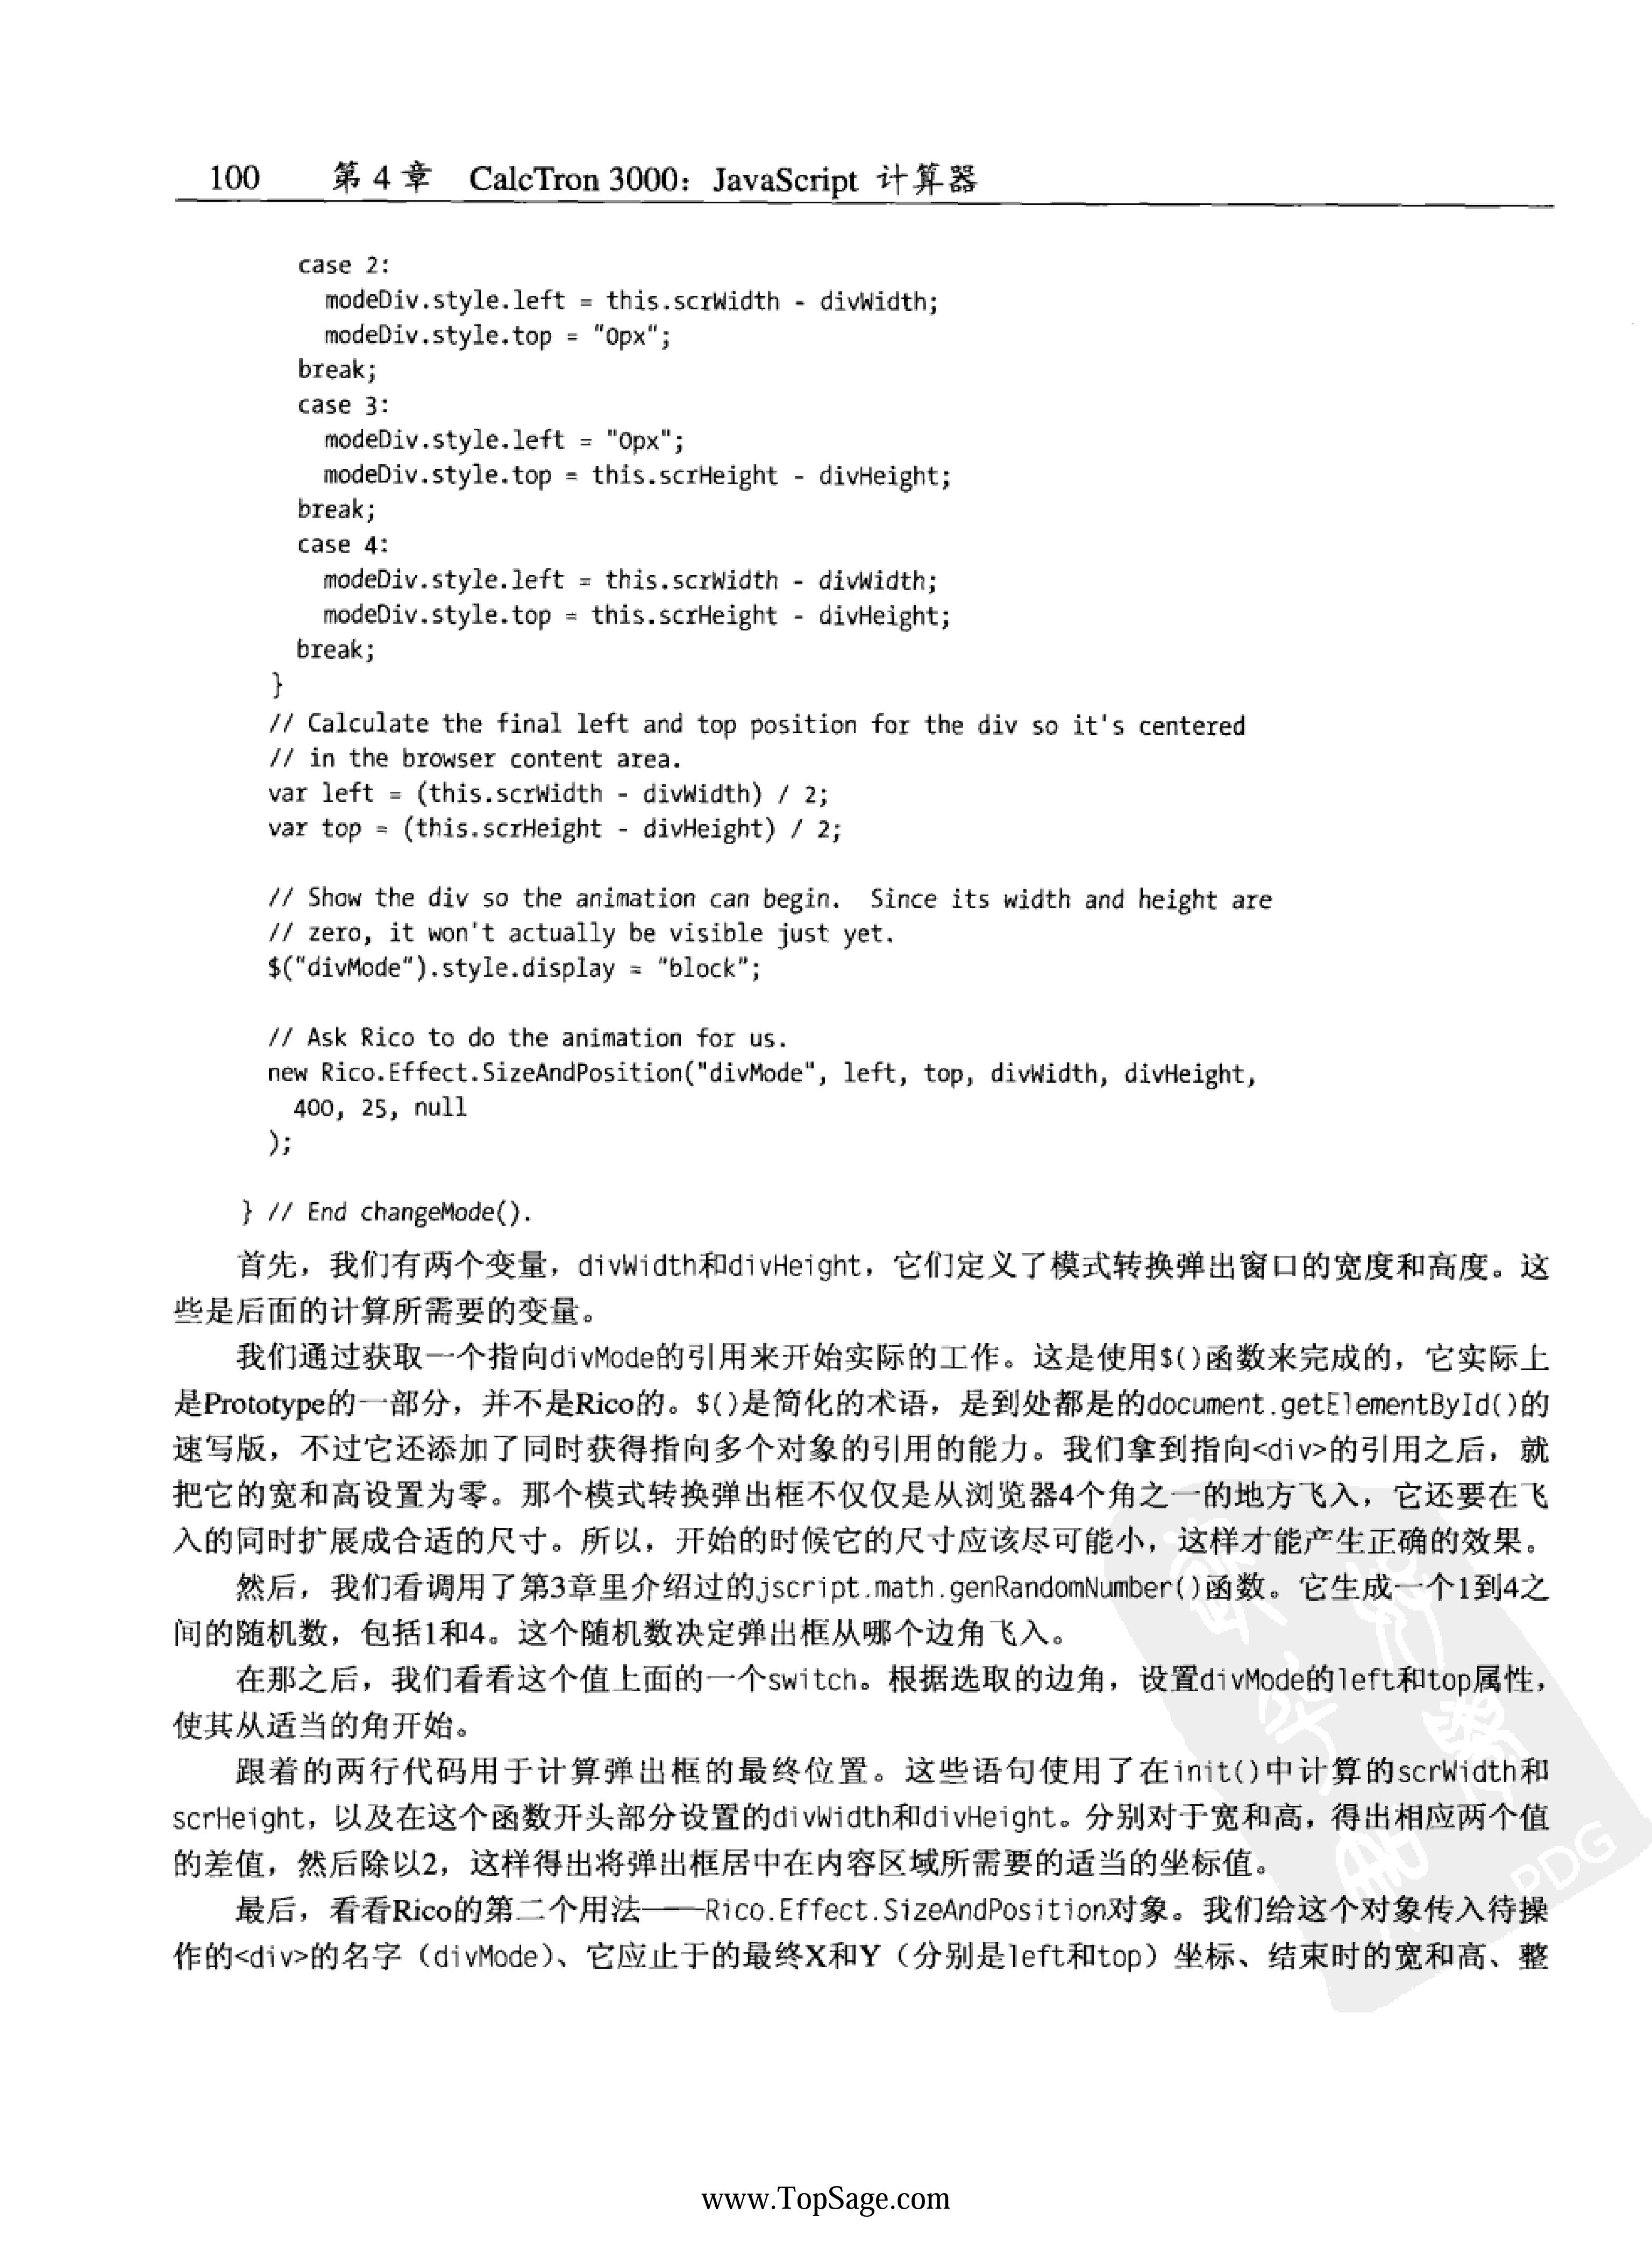 100 第 4 章 CalcTron 3000：JavaScript 计算器
case 2:
modeDiv.style.left = this.scrWidth - divWidth;
modeDiv.style.top = "0px";
break;
case 3:
modeDiv.style.left = "0px";
modeDiv.style.top = this.scrHeight - divHeight;
break;
case 4:
modeDiv.style.left = this.scrWidth - divWidth;
modeDiv.style.top = this.scrHeight - divHeight;
break;
}
// Calculate the final left and top position for the div so it's centered
// in the browser content area.
var left = (this.scrWidth - divWidth) / 2;
var top = (this.scrHeight - divHeight) / 2;
// Show the div so the animation can begin.  Since its width and height are
// zero, it won't actually be visible just yet.
$("divMode").style.display = "block";
// Ask Rico to do the animation for us.
new Rico.Effect.SizeAndPosition("divMode", left, top, divWidth, divHeight,
400, 25, null
);
} // End changeMode().
首先，我们有两个变量，divWidth和divHeight，它们定义了模式转换弹出窗口的宽度和高度。这
些是后面的计算所需要的变量。
我们通过获取一个指向divMode的引用来开始实际的工作。这是使用$()函数来完成的，它实际上
是Prototype的一部分，并不是Rico的。$()是简化的术语，是到处都是的document.getElementById()的
速写版，不过它还添加了同时获得指向多个对象的引用的能力。我们拿到指向<div>的引用之后，就
把它的宽和高设置为零。那个模式转换弹出框不仅仅是从浏览器4个角之一的地方飞入，它还要在飞
入的同时扩展成合适的尺寸。所以，开始的时候它的尺寸应该尽可能小，这样才能产生正确的效果。
然后，我们看调用了第3章里介绍过的jscript.math.genRandomNumber()函数。它生成一个1到4之
间的随机数，包括1和4。这个随机数决定弹出框从哪个边角飞入。
在那之后，我们看看这个值上面的一个switch。根据选取的边角，设置divMode的left和top属性，
使其从适当的角开始。
跟着的两行代码用于计算弹出框的最终位置。这些语句使用了在init()中计算的scrWidth和
scrHeight，以及在这个函数开头部分设置的divWidth和divHeight。分别对于宽和高，得出相应两个值
的差值，然后除以2，这样得出将弹出框居中在内容区域所需要的适当的坐标值。
最后，看看Rico的第二个用法——Rico.Effect.SizeAndPosition对象。我们给这个对象传入待操
作的<div>的名字（divMode）、它应止于的最终X和Y（分别是left和top）坐标、结束时的宽和高、整
PDG
www.TopSage.com